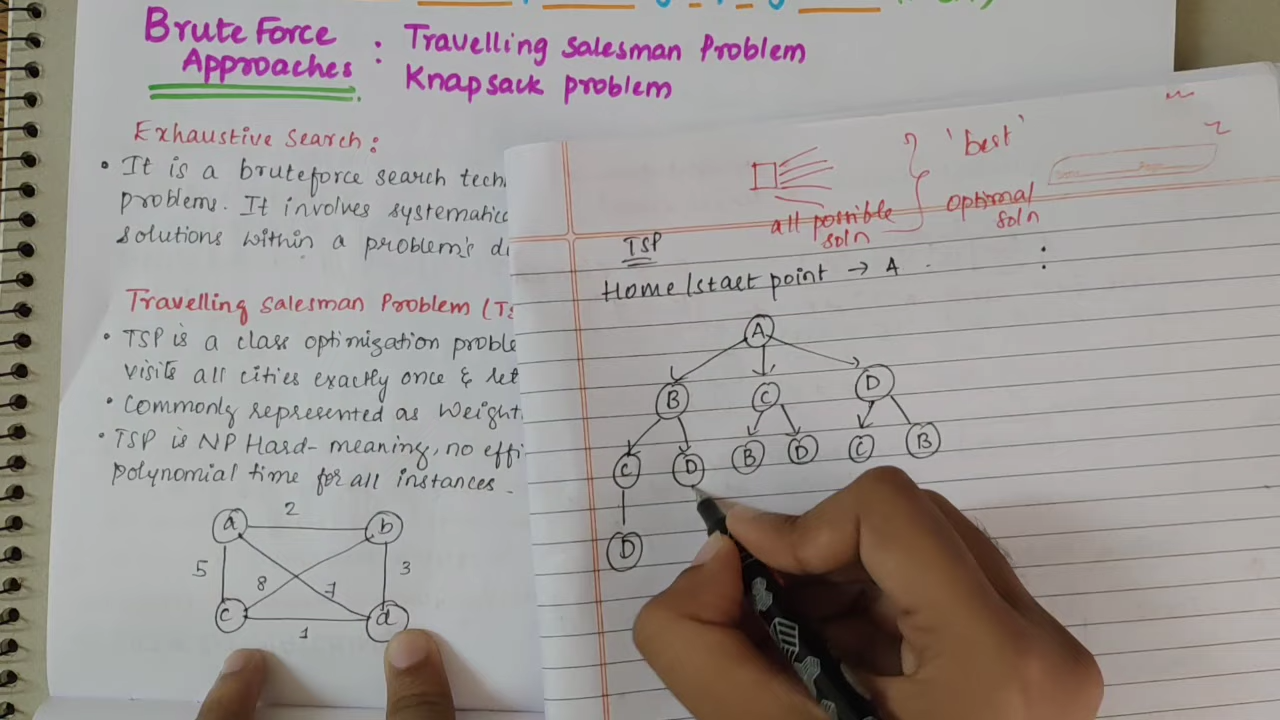 Brute Force
Approaches :
Travelling Salesman Problem
Knapsack problem
Exhaustive Search :
• It is a bruteforce search tech
problems. It involves systematic
solutions within a problem's d
Travelling Salesman Problem (TS
• TSP is a class optimization proble
visits all cities exactly once & ret
• Commonly represented as Weight
• TSP is NP Hard- meaning, no effi
polynomial time for all instances.
a 2 b
5 8 7 3
c 1 d
'best'
all possible
soln
optimal
soln
TSP
Home/start point → A
A
B C D
C D B D C B
D